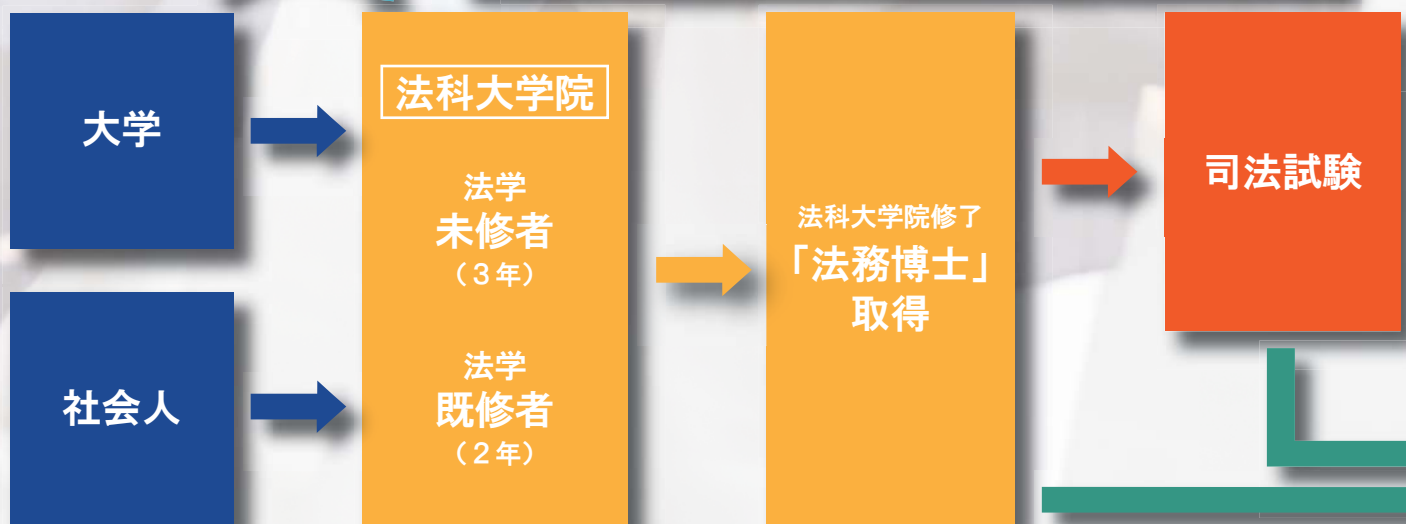 大学
社会人
法科大学院
法学
未修者
（３年）
法学
既修者
（２年）
法科大学院修了
「法務博士」
取得
司法試験